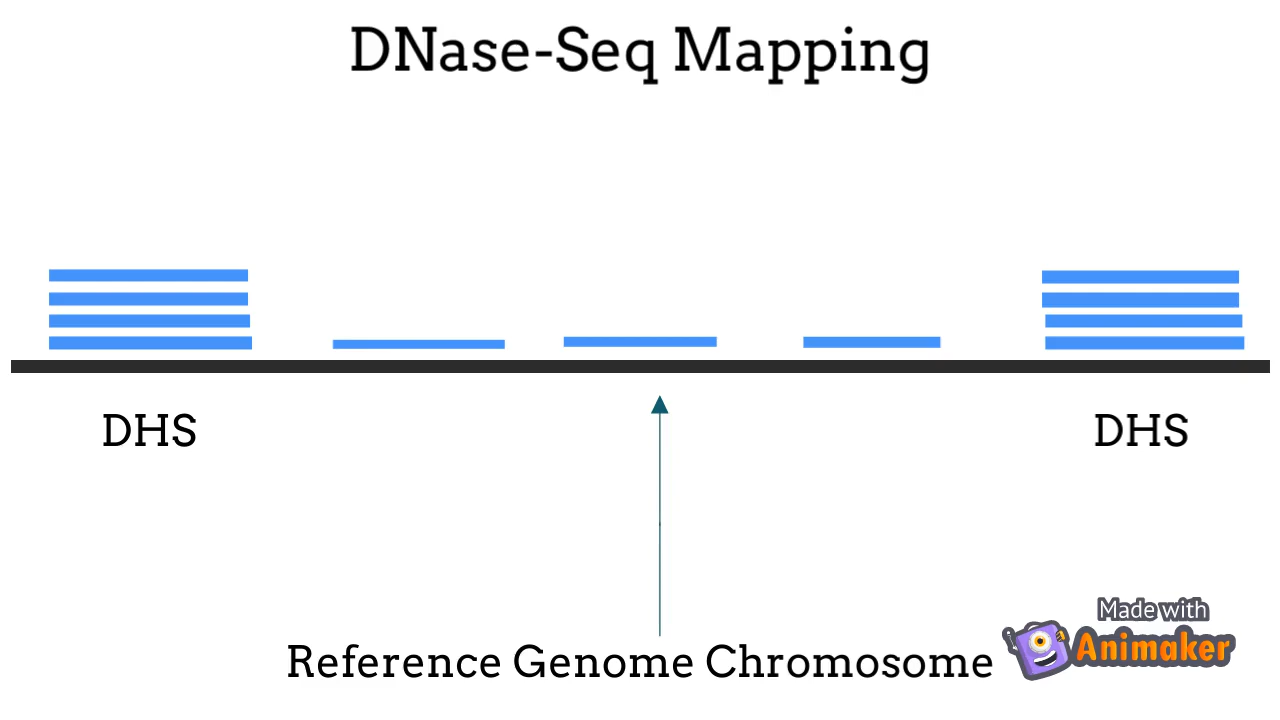 DNase-Seq Mapping
DHS
DHS
Reference Genome Chromosome
Made with
Animaker